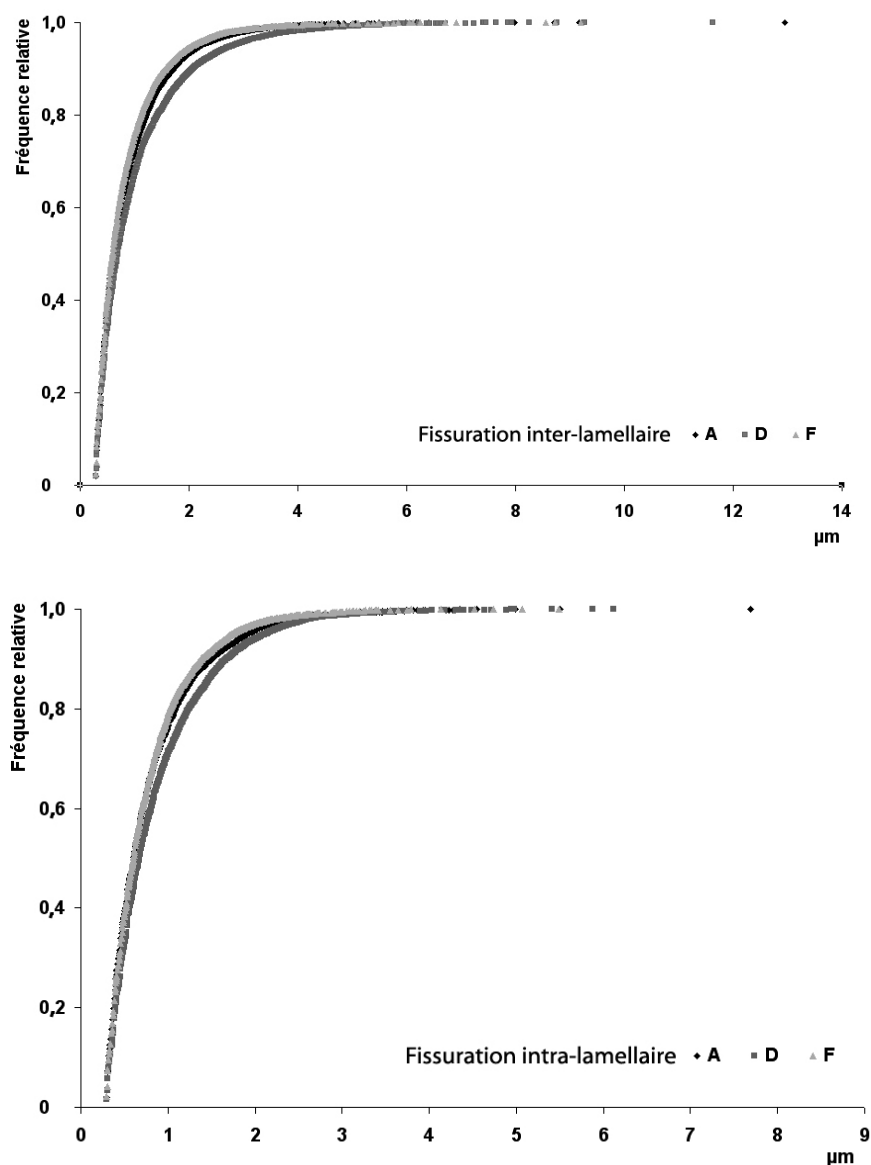 Fréquence relative
1,0
0,8
0,6
0,4
0,2
0
Fissuration inter-lamellaire A D F
0 2 4 6 8 10 12 14
µm
Fréquence relative
1,0
0,8
0,6
0,4
0,2
0
Fissuration intra-lamellaire A D F
0 1 2 3 4 5 6 7 8 9
µm